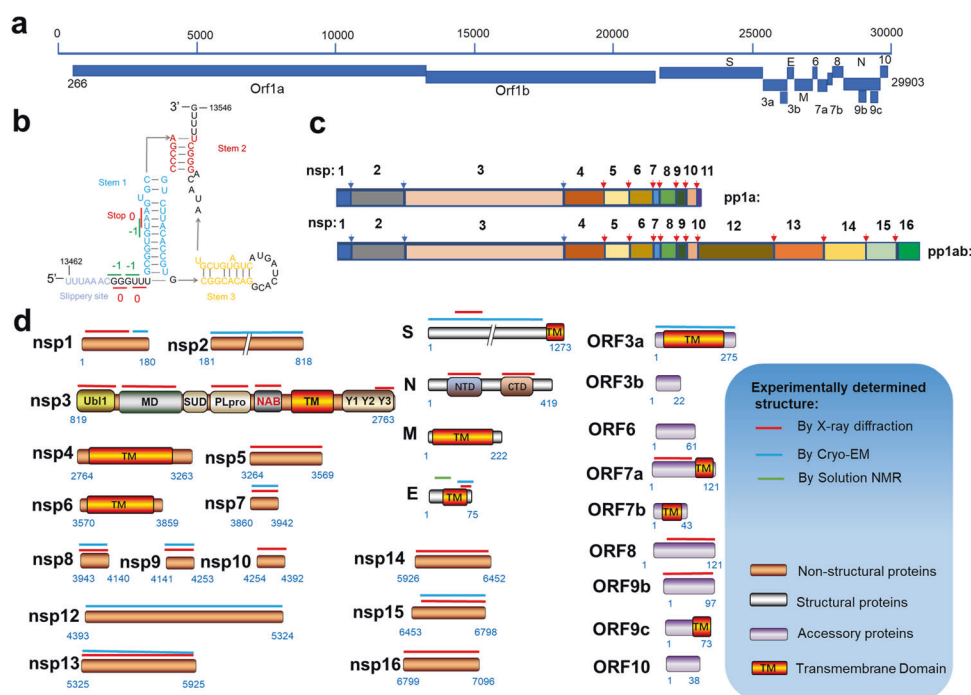 a
0 5000 10000 15000 20000 25000 30000
S E 6 8 N 10
266 Orf1a Orf1b 29903
3a 3b M 7a 7b 9b 9c
b
3' G 13546
Stem 2
Stem 1
Stop 0
-1
13462 -1 -1
5' UUUAAAC GGGUUU G
Slippery site 0 0
Stem 3
c
nsp: 1 2 3 4 5 6 7 8 9 10 11
pp1a:
nsp: 1 2 3 4 5 6 7 8 9 10 12 13 14 15 16
pp1ab:
d
nsp1
1 180
nsp2
181 818
nsp3 Ubl1 MD SUD PLpro NAB TM Y1 Y2 Y3
819 2763
nsp4 TM
2764 3263
nsp5
3264 3569
nsp6 TM
3570 3859
nsp7
3860 3942
nsp8
3943 4140
nsp9
4141 4253
nsp10
4254 4392
nsp12
4393 5324
nsp13
5325 5925
S TM
1 1273
N NTD CTD
1 419
M TM
1 222
E TM
1 75
nsp14
5926 6452
nsp15
6453 6798
nsp16
6799 7096
ORF3a TM
1 275
ORF3b
1 22
ORF6
1 61
ORF7a TM
1 121
ORF7b TM
1 43
ORF8
1 121
ORF9b
1 97
ORF9c TM
1 73
ORF10
1 38
Experimentally determined
structure:
By X-ray diffraction
By Cryo-EM
By Solution NMR
Non-structural proteins
Structural proteins
Accessory proteins
TM Transmembrane Domain